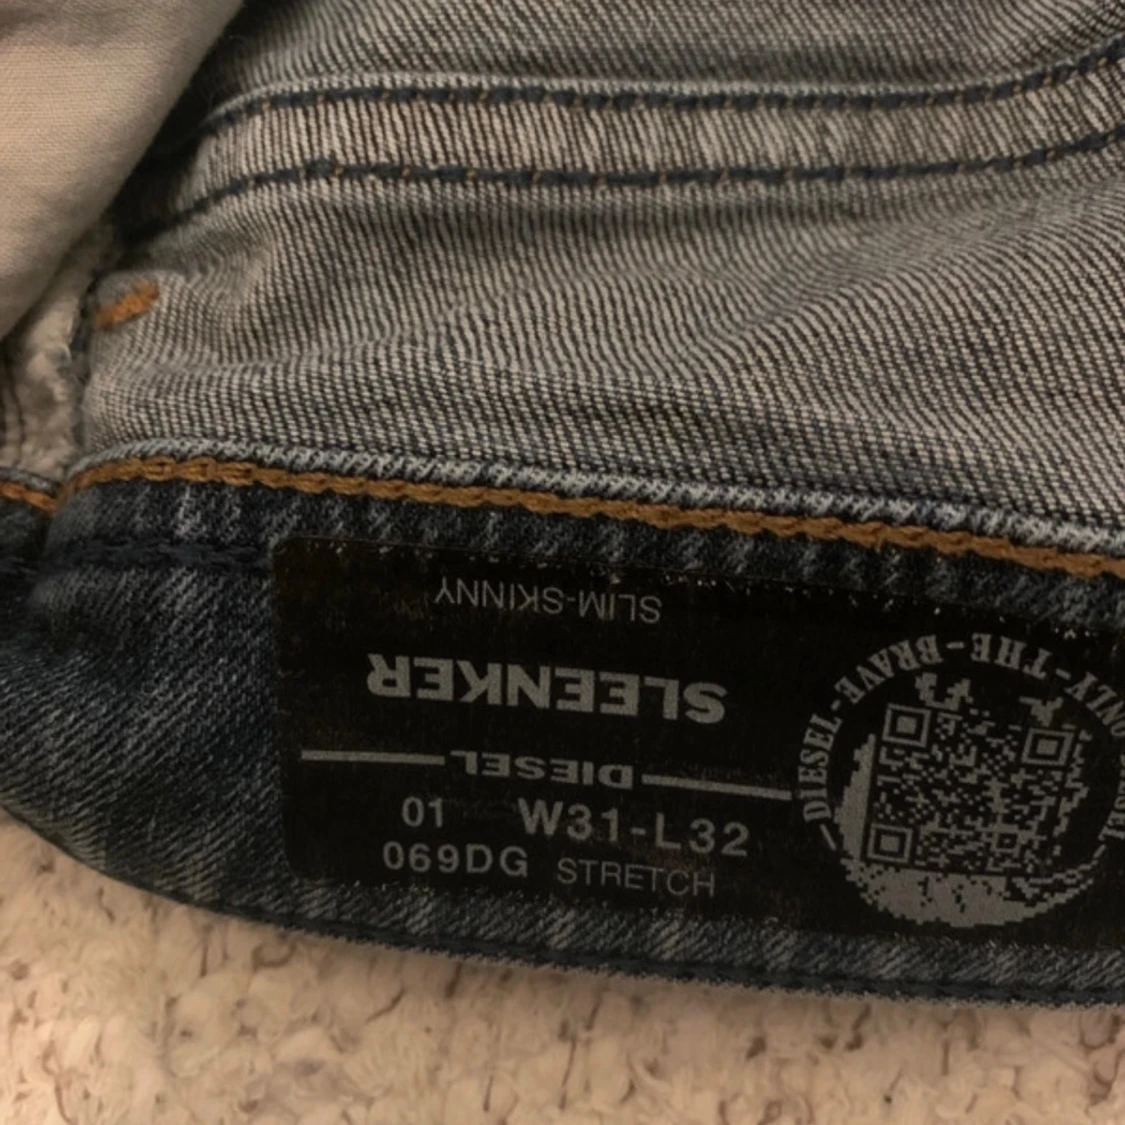 SLIM-SKINNY
SLEENKER
DIESEL
01 W31-L32
069DG STRETCH
ONLY-THE-BRAVE-DIESEL